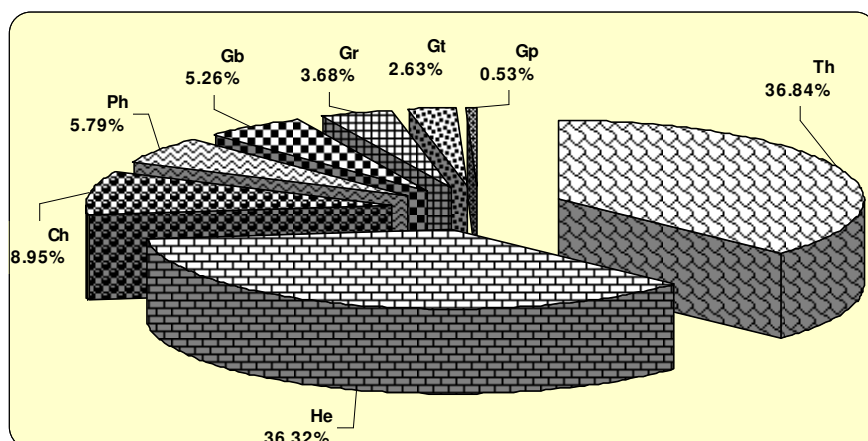 Th
36.84%
He
36.32%
Ch
8.95%
Ph
5.79%
Gb
5.26%
Gr
3.68%
Gt
2.63%
Gp
0.53%